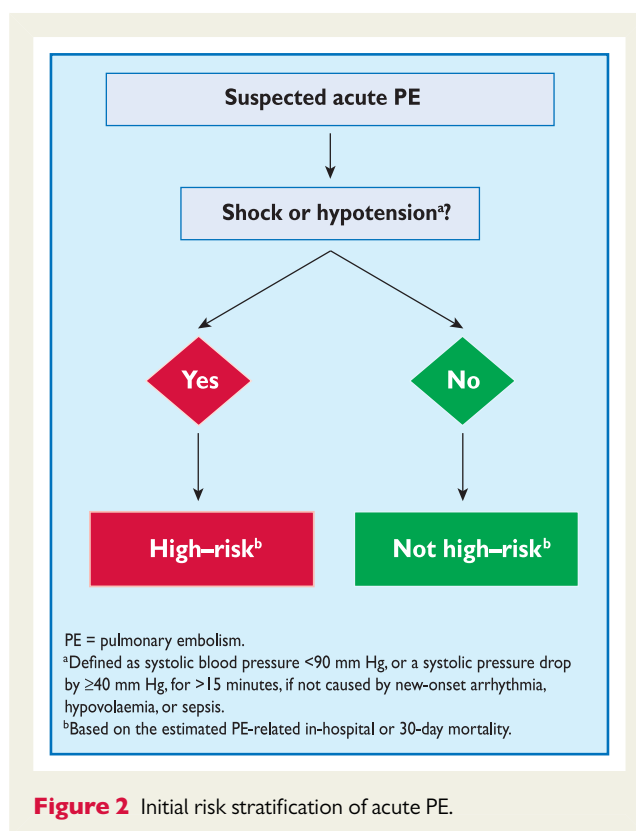 Suspected acute PE
Shock or hypotensionᵃ?
Yes
No
High–riskᵇ
Not high–riskᵇ
PE = pulmonary embolism.
ᵃDefined as systolic blood pressure <90 mm Hg, or a systolic pressure drop
by ≥40 mm Hg, for >15 minutes, if not caused by new-onset arrhythmia,
hypovolaemia, or sepsis.
ᵇBased on the estimated PE-related in-hospital or 30-day mortality.
Figure 2 Initial risk stratification of acute PE.